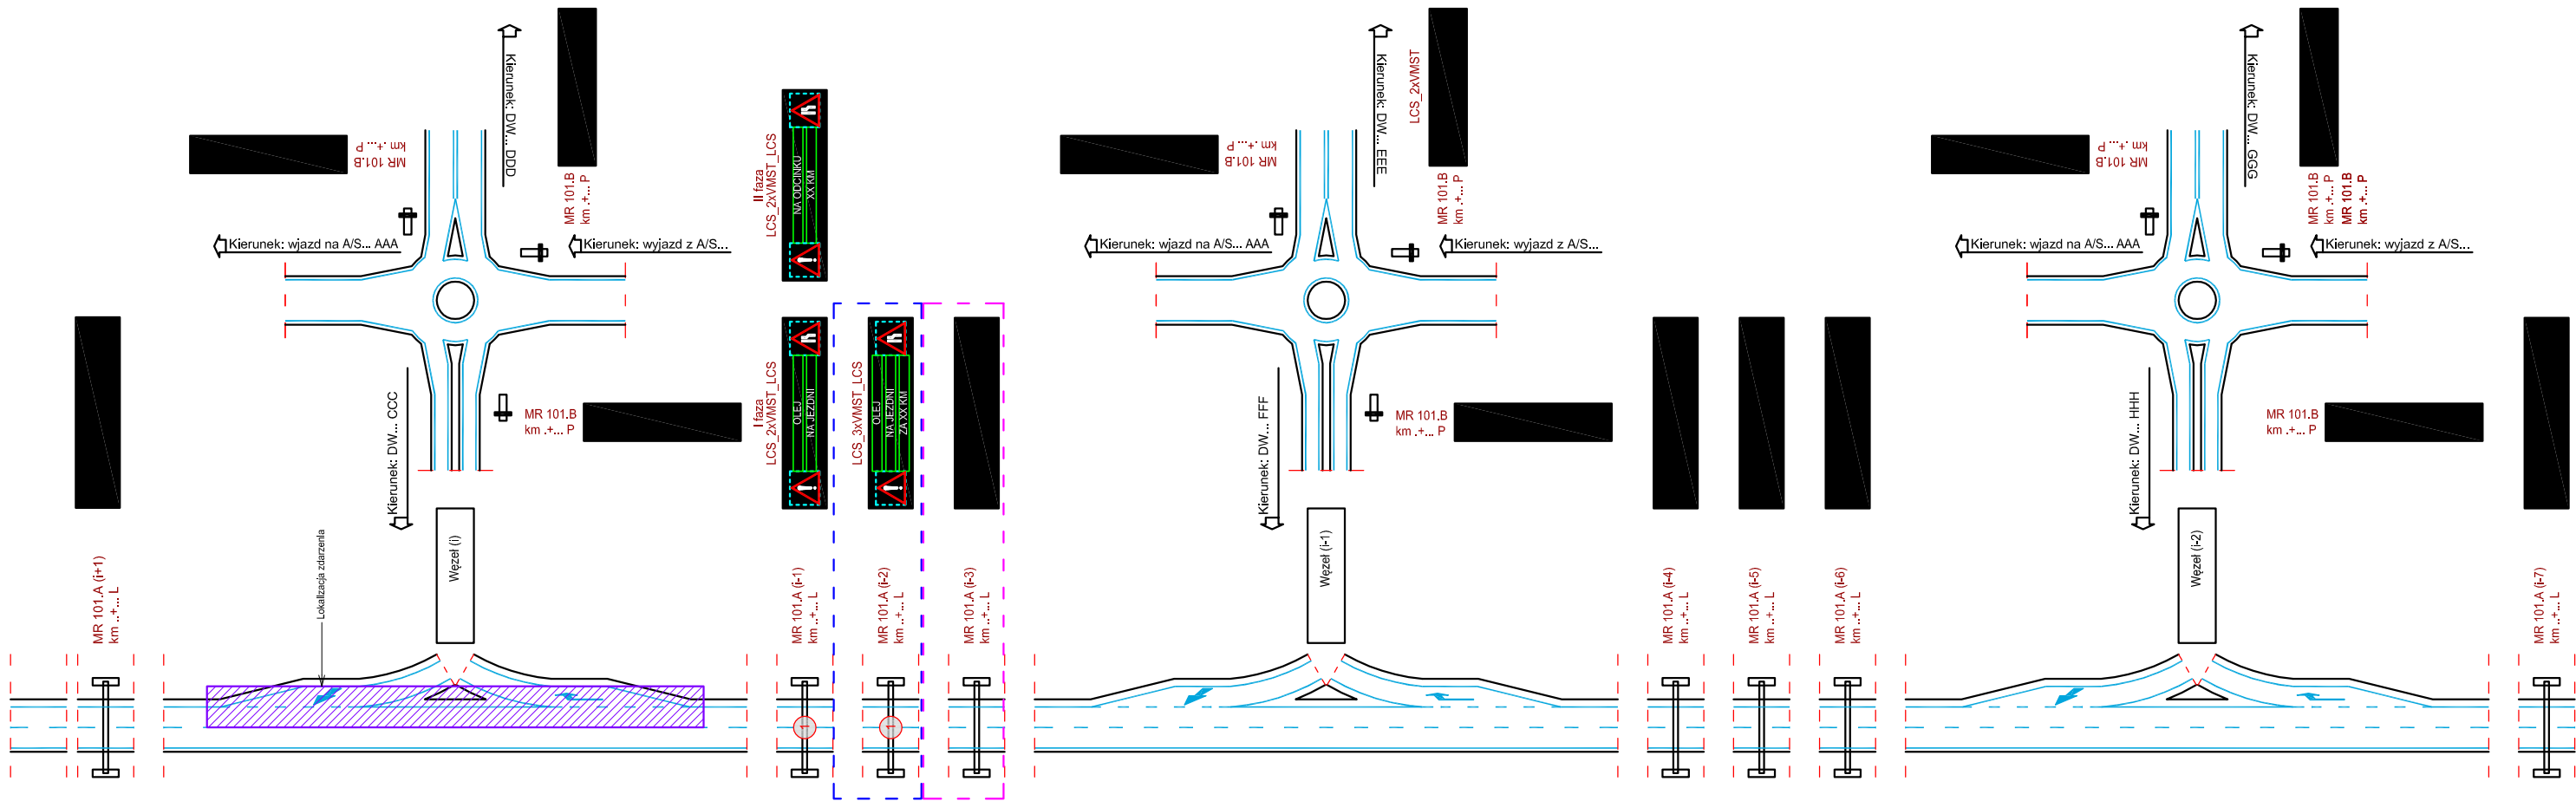 Kierunek: DW... DDD
MR 101.B
km .+... P
MR 101.B
km .+... P
Kierunek: wjazd na A/S... AAA
Kierunek: wyjazd z A/S...
Kierunek: DW... CCC
MR 101.B
km .+... P
II faza
LCS_2xVMST_LCS
NA ODCINKU
XX KM
I faza
LCS_2xVMST_LCS
OLEJ
NA JEZDNI
LCS_3xVMST_LCS
OLEJ
NA JEZDNI
ZA XX KM
Kierunek: DW... EEE
LCS_2xVMST
MR 101.B
km .+... P
MR 101.B
km .+... P
Kierunek: wjazd na A/S... AAA
Kierunek: wyjazd z A/S...
Kierunek: DW... FFF
MR 101.B
km .+... P
Kierunek: DW... GGG
MR 101.B
km .+... P
MR 101.B
km .+... P
MR 101.B
km .+... P
Kierunek: wjazd na A/S... AAA
Kierunek: wyjazd z A/S...
Kierunek: DW... HHH
MR 101.B
km .+... P
MR 101.A (i+1)
km ..+... L
Lokalizacja zdarzenia
Węzeł (i)
MR 101.A (i-1)
km ..+... L
MR 101.A (i-2)
km ..+... L
MR 101.A (i-3)
km ..+... L
Węzeł (i-1)
MR 101.A (i-4)
km ..+... L
MR 101.A (i-5)
km ..+... L
MR 101.A (i-6)
km ..+... L
Węzeł (i-2)
MR 101.A (i-7)
km ..+... L